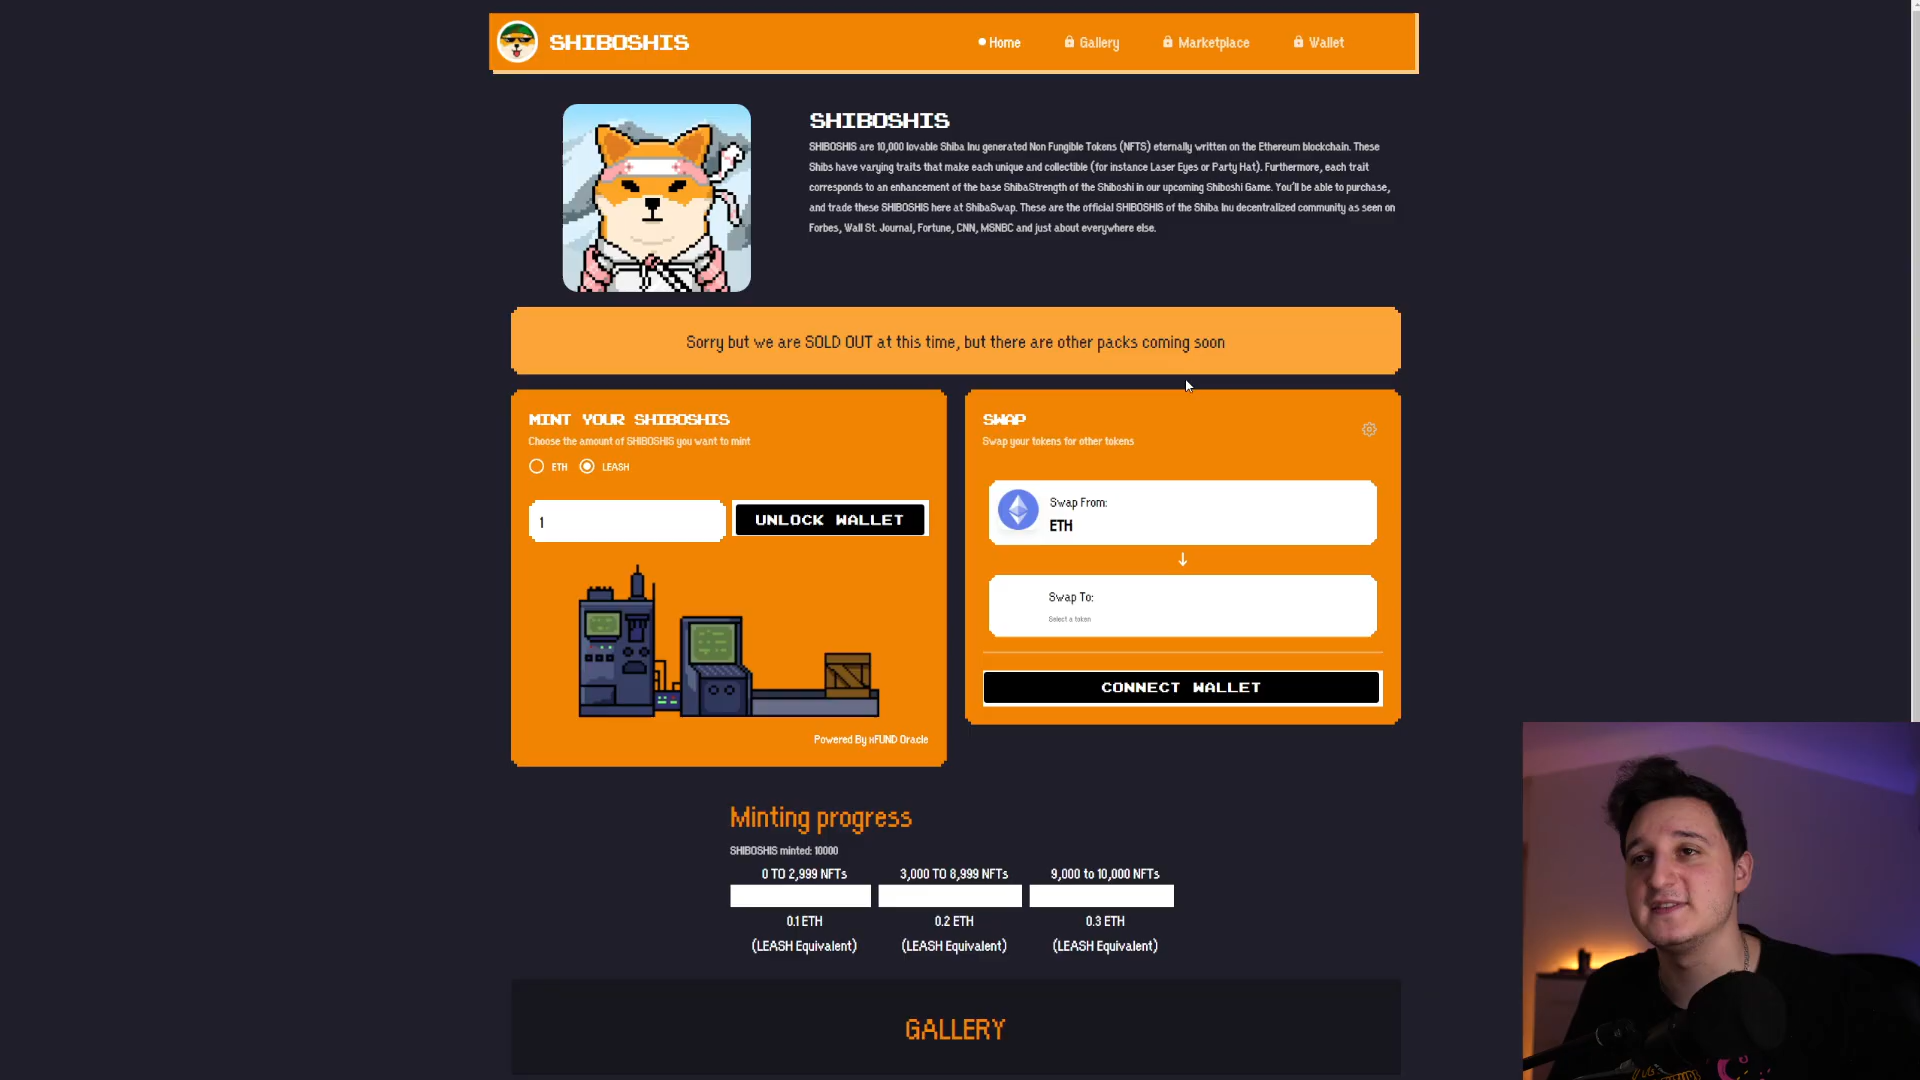 SHIBOSHIS
Home
Gallery
Marketplace
Wallet
SHIBOSHIS
SHIBOSHIS are 10,000 lovable Shiba Inu generated Non Fungible Tokens (NFTS) eternally written on the Ethereum blockchain. These
Shibs have varying traits that make each unique and collectible (for instance Laser Eyes or Party Hat). Furthermore, each trait
corresponds to an enhancement of the base ShibaStrength of the Shiboshi in our upcoming Shiboshi Game. You'll be able to purchase,
and trade these SHIBOSHIS here at ShibaSwap. These are the official SHIBOSHIS of the Shiba Inu decentralized community as seen on
Forbes, Wall St. Journal, Fortune, CNN, MSNBC and just about everywhere else.
Sorry but we are SOLD OUT at this time, but there are other packs coming soon
MINT YOUR SHIBOSHIS
Choose the amount of SHIBOSHIS you want to mint
ETH
LEASH
1
UNLOCK WALLET
Powered By xFUND Oracle
SWAP
Swap your tokens for other tokens
Swap From:
ETH
Swap To:
Select a token
CONNECT WALLET
Minting progress
SHIBOSHIS minted: 10000
0 TO 2,999 NFTs
3,000 TO 8,999 NFTs
9,000 to 10,000 NFTs
0.1 ETH
0.2 ETH
0.3 ETH
(LEASH Equivalent)
(LEASH Equivalent)
(LEASH Equivalent)
GALLERY